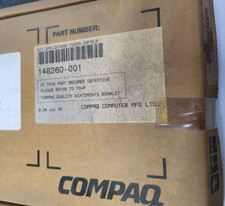 PART NUMBER:
148260-001
IF THIS PART BECOMES DEFECTIVE
PLEASE REFER TO YOUR
COMPAQ QUALITY STATEMENTS BOOKLET
COMPAQ COMPUTER MFG LTD.
COMPAQ